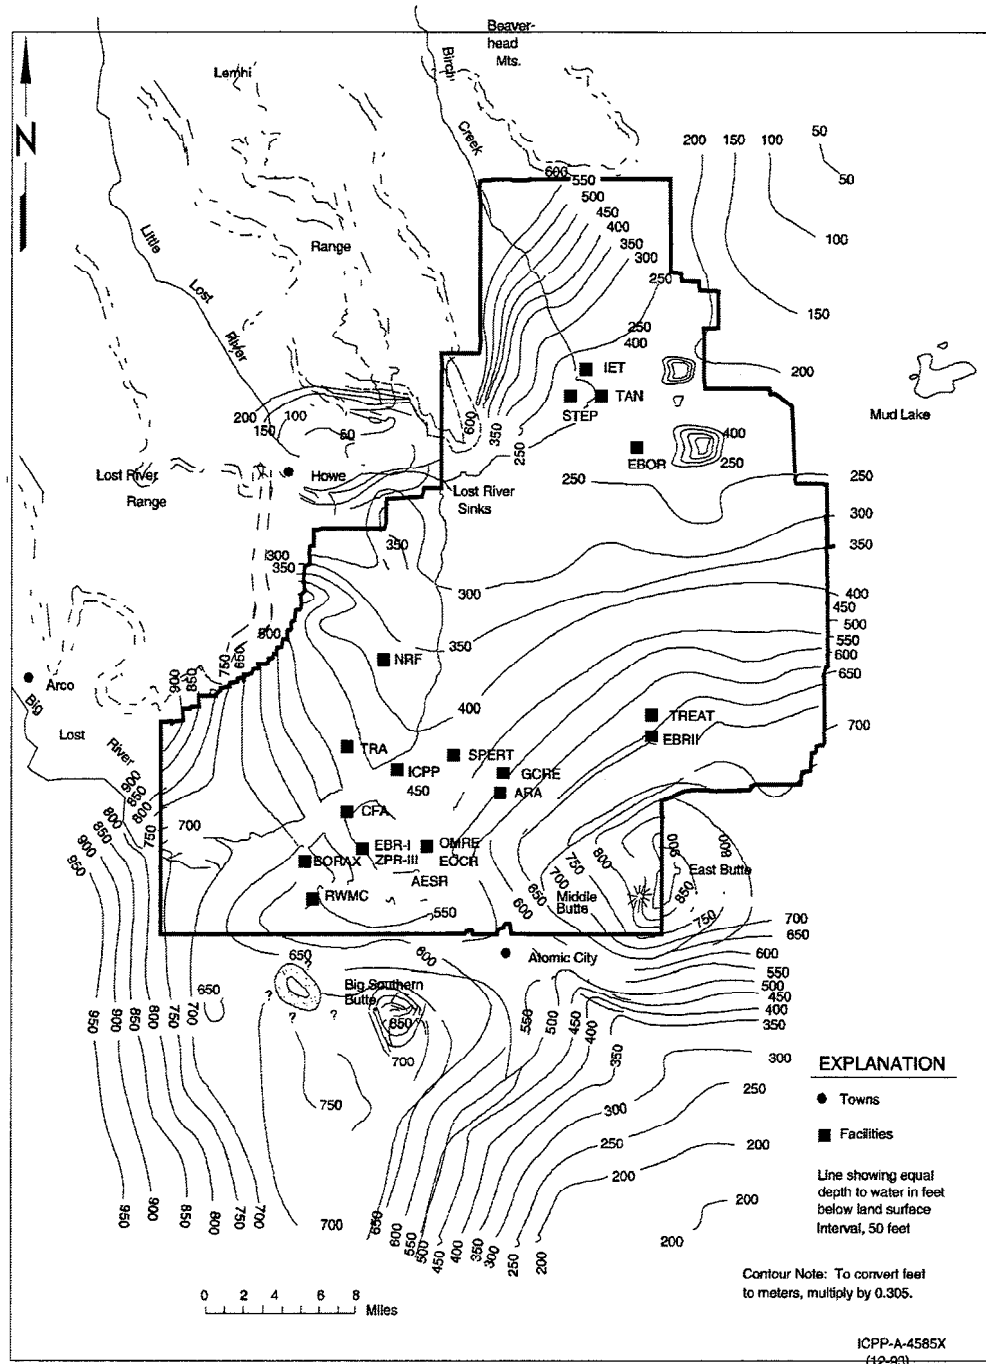 Beaver-
head
Mts.
Birch
Creek
Lemhi
Range
N
Little
Lost
River
200 150 100 50
50
100
150
200
600
550
500
450
400
350
300
250
250
400
IET
TAN
STEP
EBOR
400
250
Mud Lake
200 100
150 50
600 350 250
Howe
Lost River
Range
Lost River
Sinks
250
250
300
350
400
450
500
550
600
650
700
350
300
350
300
350
400
500
NRF
Arco
Big
Lost
River
900 850 750 650
TREAT
EBRII
TRA
ICPP
450
SPERT
GCRE
ARA
CFA
EBR-I
ZPR-III
OMRE
EOCR
BORAX
AESR
RWMC
550
900
850
800
750
700
950 900 850 800
600 650 700 750 800 900 850 750 800
Middle
Butte
East Butte
700
650
600
550
500
450
400
350
300
250
200
Atomic City
650
600
650
Big Southern
Butte
? ? ?
850
700
750
950 900 850 800 750 700
550 500 450 400 350
300
250
200
200
200
950 900 850 800 750 700
700
650 600 550 500 450 400 350 300 250 200
EXPLANATION
Towns
Facilities
Line showing equal
depth to water in feet
below land surface
Interval, 50 feet
Contour Note: To convert feet
to meters, multiply by 0.305.
0 2 4 6 8
Miles
ICPP-A-4585X
(12-93)